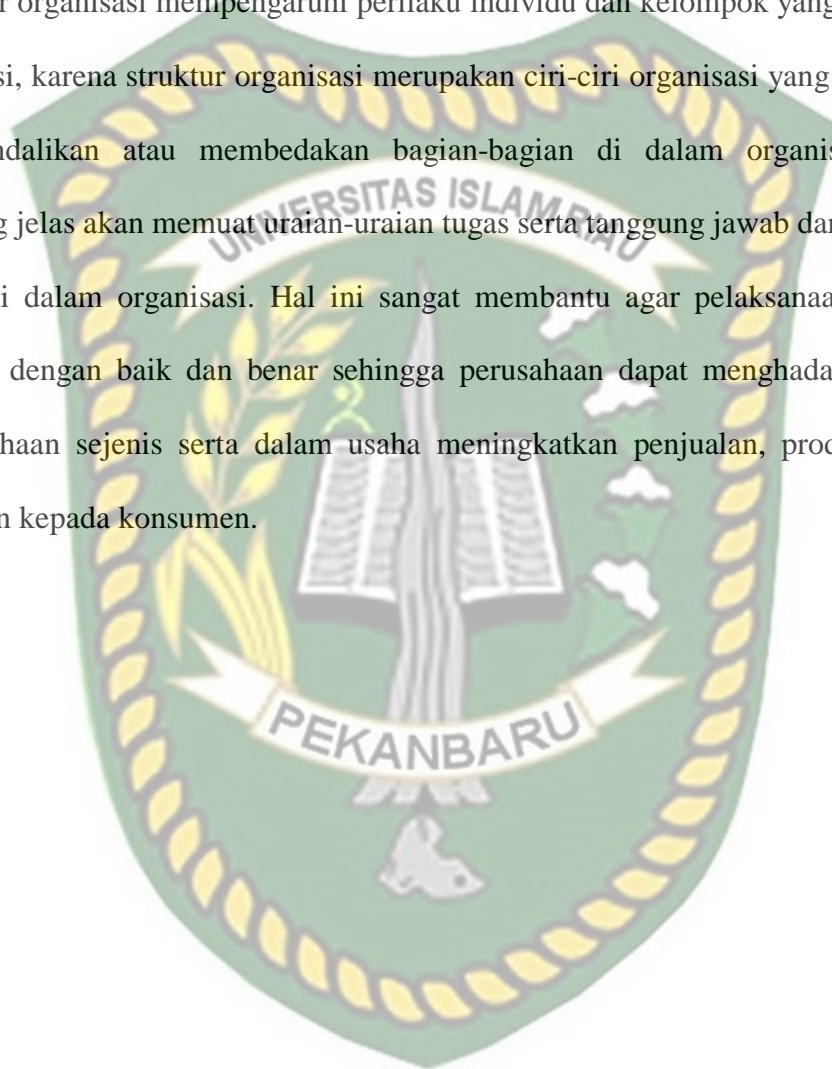 r organisasi mempengaruhi perilaku individu dan kelompok yang
si, karena struktur organisasi merupakan ciri-ciri organisasi yang
ndalikan atau membedakan bagian-bagian di dalam organis
g jelas akan memuat uraian-uraian tugas serta tanggung jawab dar
i dalam organisasi. Hal ini sangat membantu agar pelaksanaa
dengan baik dan benar sehingga perusahaan dapat menghada
haan sejenis serta dalam usaha meningkatkan penjualan, prod
n kepada konsumen.
UNIVERSITAS ISLAM RIAU
PEKANBARU